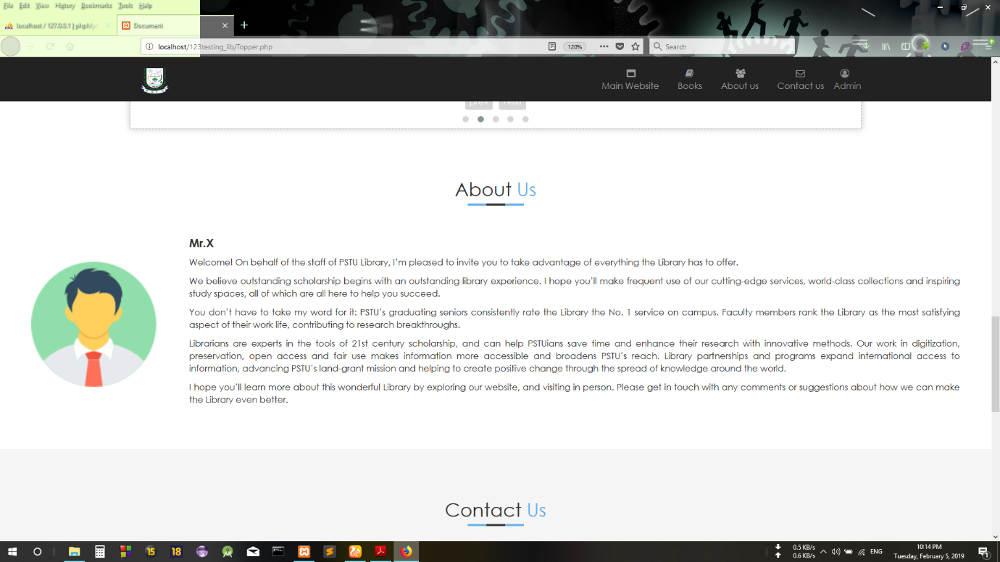 File Edit View History Bookmarks Tools Help
localhost / 127.0.0.1 | phpMy
Document
localhost/123testing_lib/Topper.php
120%
Search
Main Website
Books
About us
Contact us
Admin
prev next
About Us
Mr.X
Welcome! On behalf of the staff of PSTU Library, I'm pleased to invite you to take advantage of everything the Library has to offer.
We believe outstanding scholarship begins with an outstanding library experience. I hope you'll make frequent use of our cutting-edge services, world-class collections and inspiring
study spaces, all of which are all here to help you succeed.
You don't have to take my word for it: PSTU's graduating seniors consistently rate the Library the No. 1 service on campus. Faculty members rank the Library as the most satisfying
aspect of their work life, contributing to research breakthroughs.
Librarians are experts in the tools of 21st century scholarship, and can help PSTUians save time and enhance their research with innovative methods. Our work in digitization,
preservation, open access and fair use makes information more accessible and broadens PSTU's reach. Library partnerships and programs expand international access to
information, advancing PSTU's land-grant mission and helping to create positive change through the spread of knowledge around the world.
I hope you'll learn more about this wonderful Library by exploring our website, and visiting in person. Please get in touch with any comments or suggestions about how we can make
the Library even better.
Contact Us
15
18
0.5 KB/s
0.6 KB/s
ENG
10:14 PM
Tuesday, February 5, 2019
1